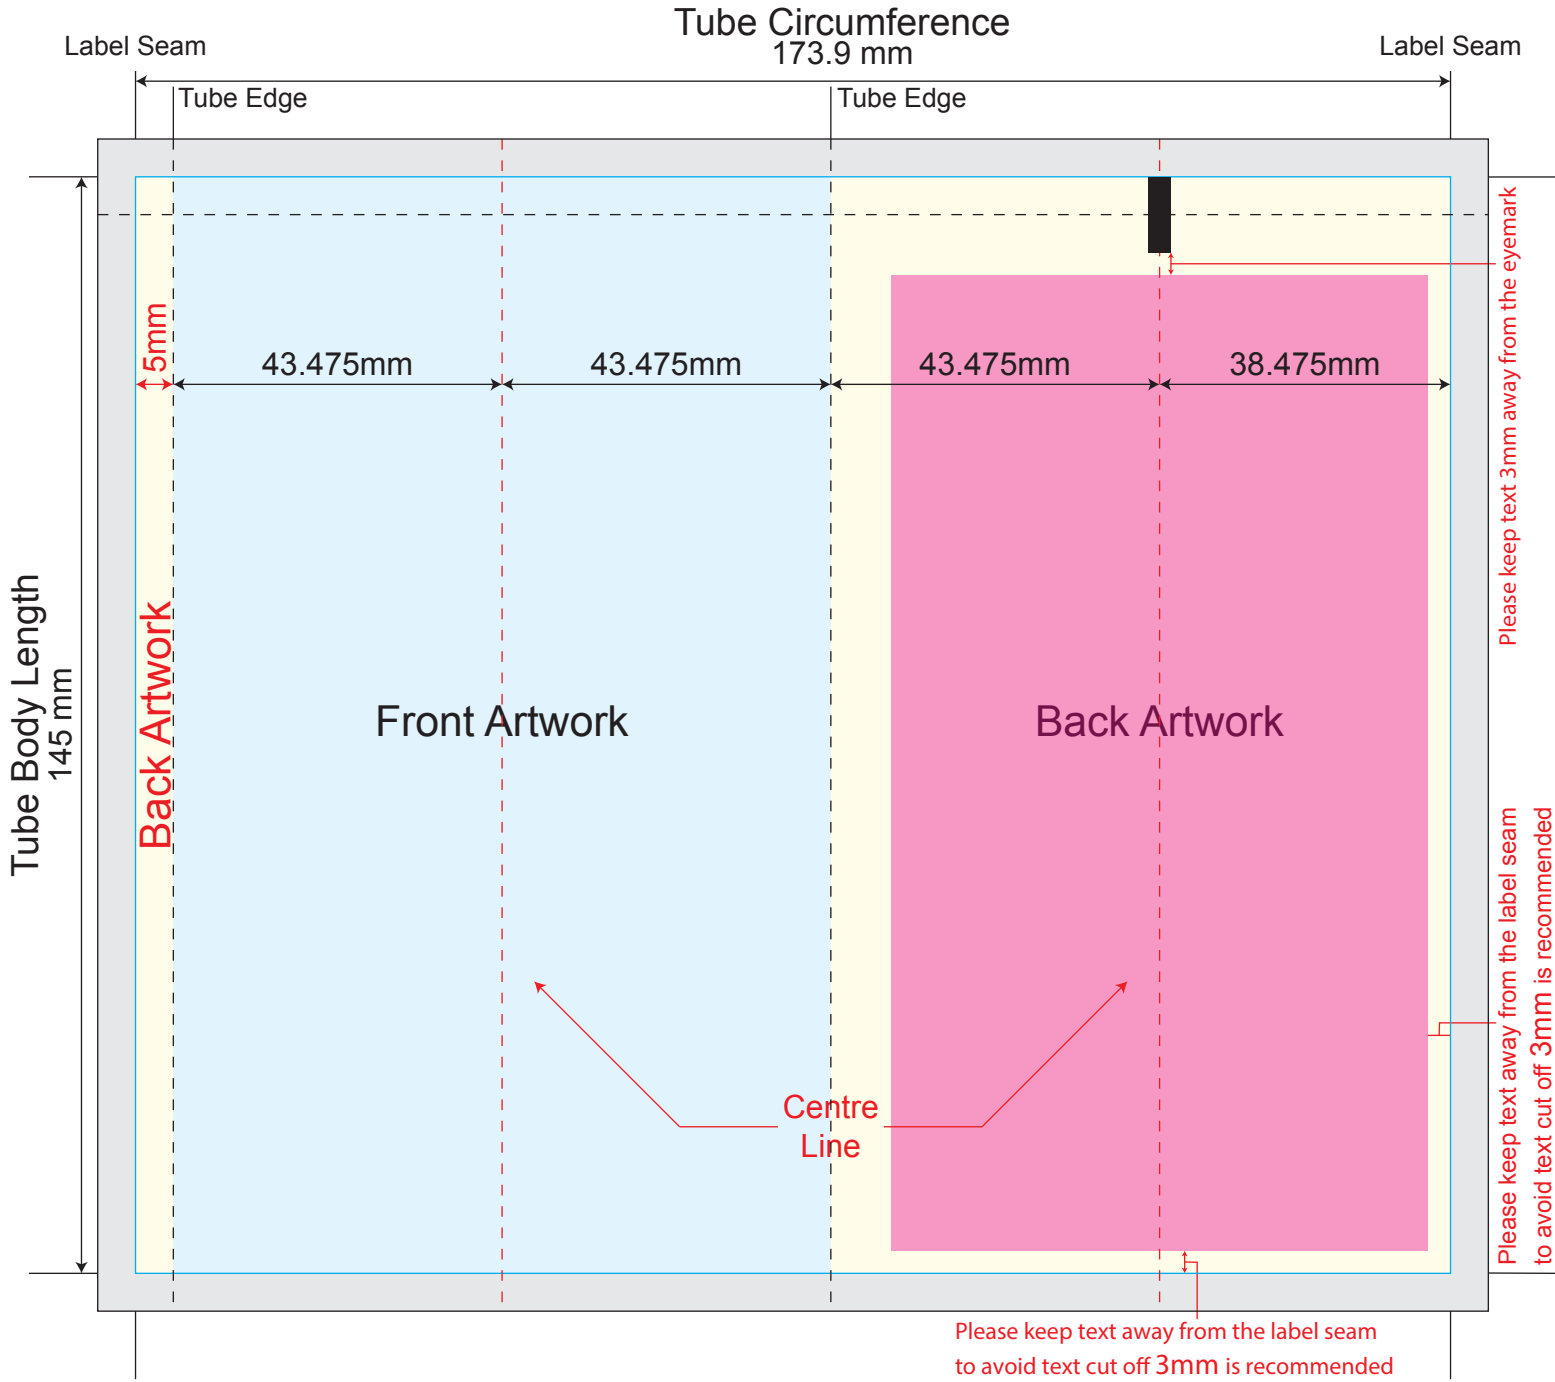 Tube Circumference
173.9 mm
Label Seam
Label Seam
Tube Edge
Tube Edge
5mm
43.475mm
43.475mm
43.475mm
38.475mm
Please keep text 3mm away from the eyemark
Tube Body Length
145 mm
Back Artwork
Front Artwork
Back Artwork
Centre
Line
Please keep text away from the label seam
to avoid text cut off 3mm is recommended
Please keep text away from the label seam
to avoid text cut off 3mm is recommended